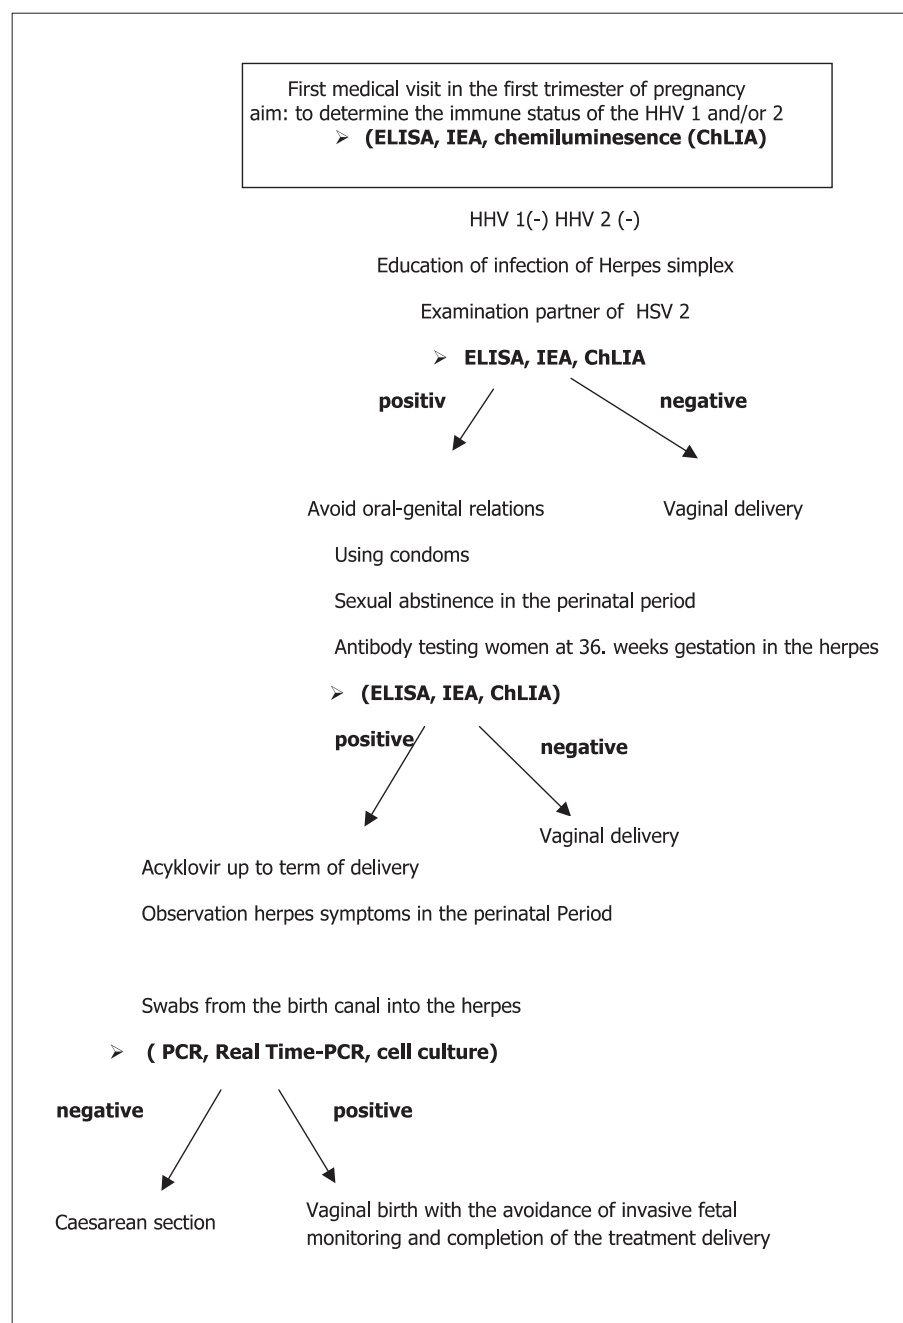 First medical visit in the first trimester of pregnancy
aim: to determine the immune status of the HHV 1 and/or 2
➢ (ELISA, IEA, chemiluminesence (ChLIA)
HHV 1(-) HHV 2 (-)
Education of infection of Herpes simplex
Examination partner of HSV 2
➢ ELISA, IEA, ChLIA
positiv negative
Avoid oral-genital relations Vaginal delivery
Using condoms
Sexual abstinence in the perinatal period
Antibody testing women at 36. weeks gestation in the herpes
➢ (ELISA, IEA, ChLIA)
positive negative
Vaginal delivery
Acyklovir up to term of delivery
Observation herpes symptoms in the perinatal Period
Swabs from the birth canal into the herpes
➢ ( PCR, Real Time-PCR, cell culture)
negative positive
Caesarean section
Vaginal birth with the avoidance of invasive fetal
monitoring and completion of the treatment delivery